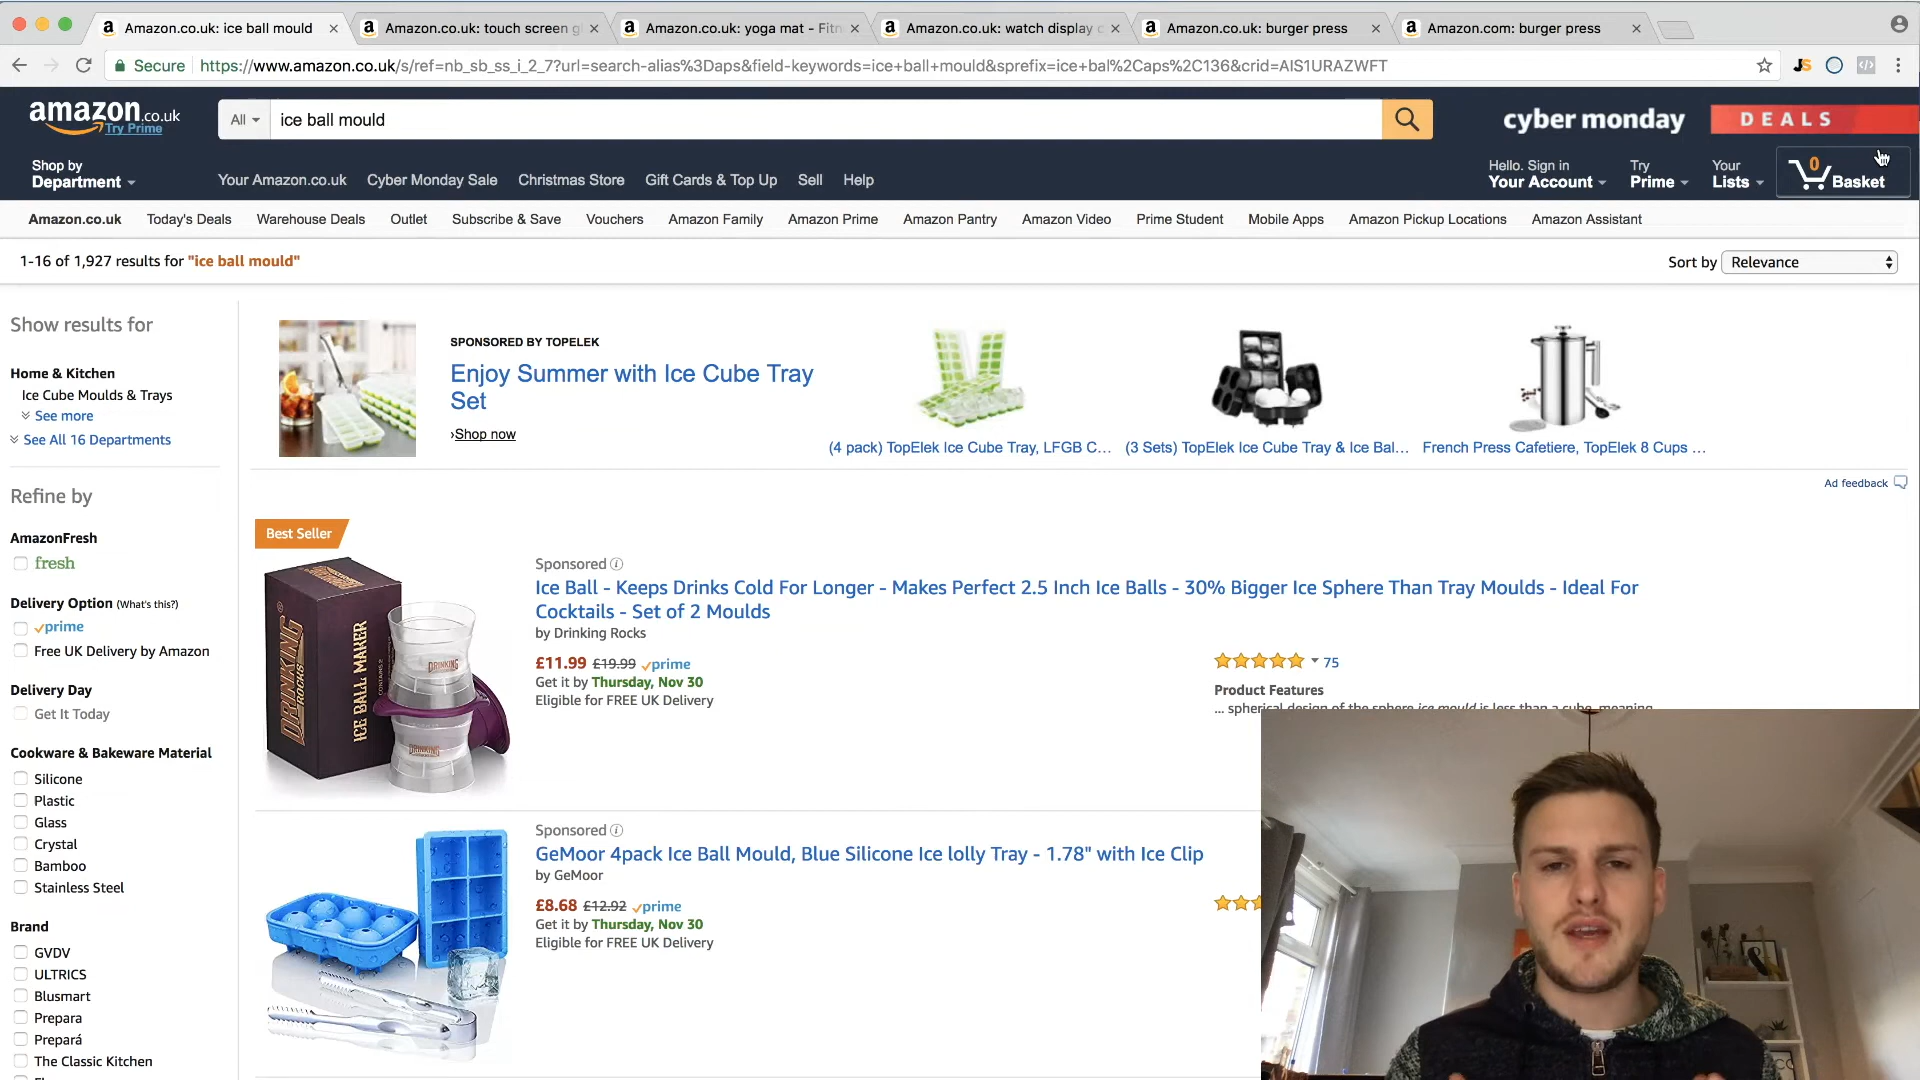 Amazon.co.uk: ice ball mould
Amazon.co.uk: touch screen gl
Amazon.co.uk: yoga mat - Fitn
Amazon.co.uk: watch display c
Amazon.co.uk: burger press
Amazon.com: burger press
Secure https://www.amazon.co.uk/s/ref=nb_sb_ss_i_2_7?url=search-alias%3Daps&field-keywords=ice+ball+mould&sprefix=ice+bal%2Caps%2C136&crid=AIS1URAZWFT
JS
amazon.co.uk
Try Prime
All
ice ball mould
cyber monday
DEALS
Shop by
Department
Your Amazon.co.uk
Cyber Monday Sale
Christmas Store
Gift Cards & Top Up
Sell
Help
Hello. Sign in
Your Account
Try
Prime
Your
Lists
0
Basket
Amazon.co.uk
Today's Deals
Warehouse Deals
Outlet
Subscribe & Save
Vouchers
Amazon Family
Amazon Prime
Amazon Pantry
Amazon Video
Prime Student
Mobile Apps
Amazon Pickup Locations
Amazon Assistant
1-16 of 1,927 results for "ice ball mould"
Sort by
Relevance
Show results for
Home & Kitchen
Ice Cube Moulds & Trays
See more
See All 16 Departments
Refine by
AmazonFresh
fresh
Delivery Option (What's this?)
prime
Free UK Delivery by Amazon
Delivery Day
Get It Today
Cookware & Bakeware Material
Silicone
Plastic
Glass
Crystal
Bamboo
Stainless Steel
Brand
GVDV
ULTRICS
Blusmart
Prepara
Prepará
The Classic Kitchen
SPONSORED BY TOPELEK
Enjoy Summer with Ice Cube Tray
Set
›Shop now
(4 pack) TopElek Ice Cube Tray, LFGB C...
(3 Sets) TopElek Ice Cube Tray & Ice Bal...
French Press Cafetiere, TopElek 8 Cups ...
Ad feedback
Best Seller
DRINKING ROCKS
ICE BALL MAKER
DRINKING
DRINKING
Sponsored
Ice Ball - Keeps Drinks Cold For Longer - Makes Perfect 2.5 Inch Ice Balls - 30% Bigger Ice Sphere Than Tray Moulds - Ideal For
Cocktails - Set of 2 Moulds
by Drinking Rocks
£11.99 £19.99 prime
Get it by Thursday, Nov 30
Eligible for FREE UK Delivery
75
Product Features
... spherical design of the sphere ice mould is less than a cube, meaning
Sponsored
GeMoor 4pack Ice Ball Mould, Blue Silicone Ice lolly Tray - 1.78" with Ice Clip
by GeMoor
£8.68 £12.92 prime
Get it by Thursday, Nov 30
Eligible for FREE UK Delivery